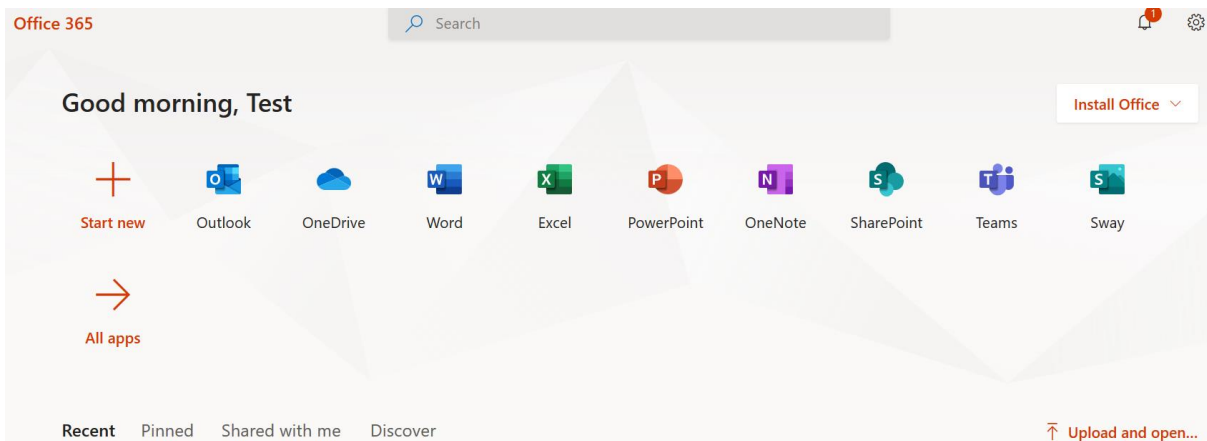 Office 365
Search
1
Good morning, Test
Install Office
Start new
O
Outlook
OneDrive
W
Word
X
Excel
P
PowerPoint
N
OneNote
S
SharePoint
T
Teams
S
Sway
All apps
Recent Pinned Shared with me Discover
Upload and open...